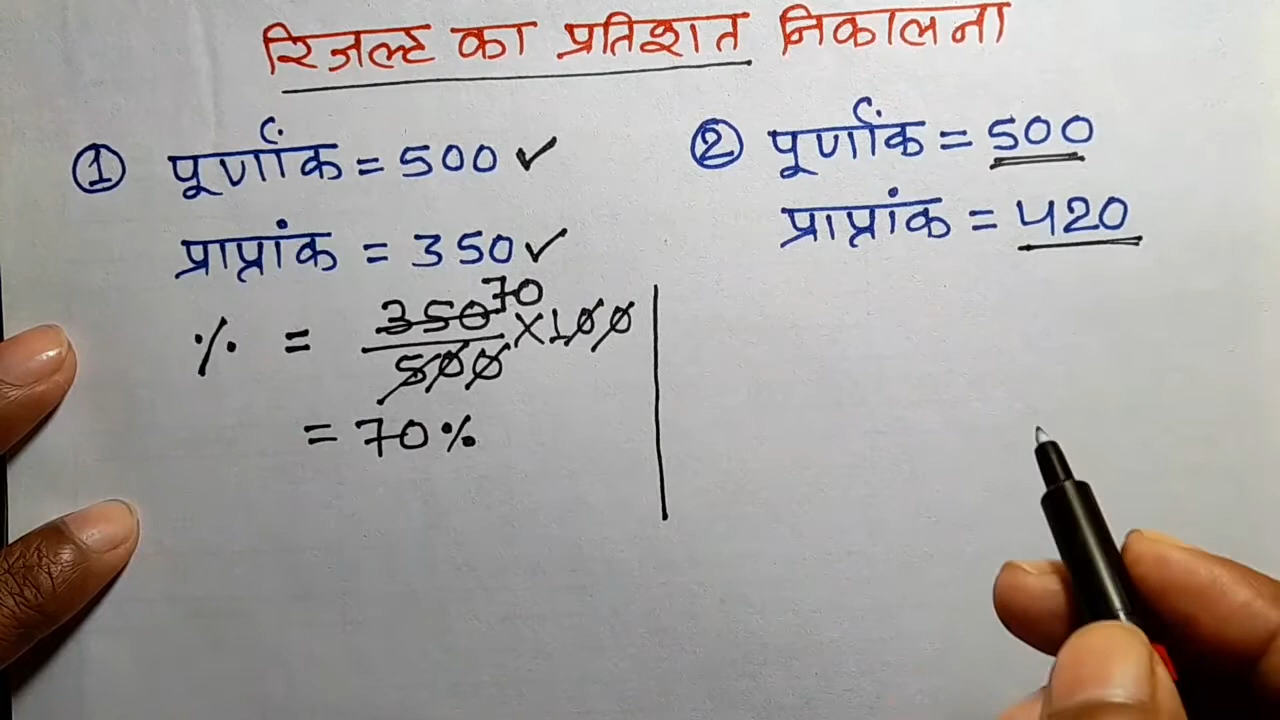 रिजल्ट का प्रतिशत निकालना
① पूर्णांक = 500 ✓
प्राप्तांक = 350 ✓
% = 350/500 × 100
70
= 70%
② पूर्णांक = 500
प्राप्तांक = 420